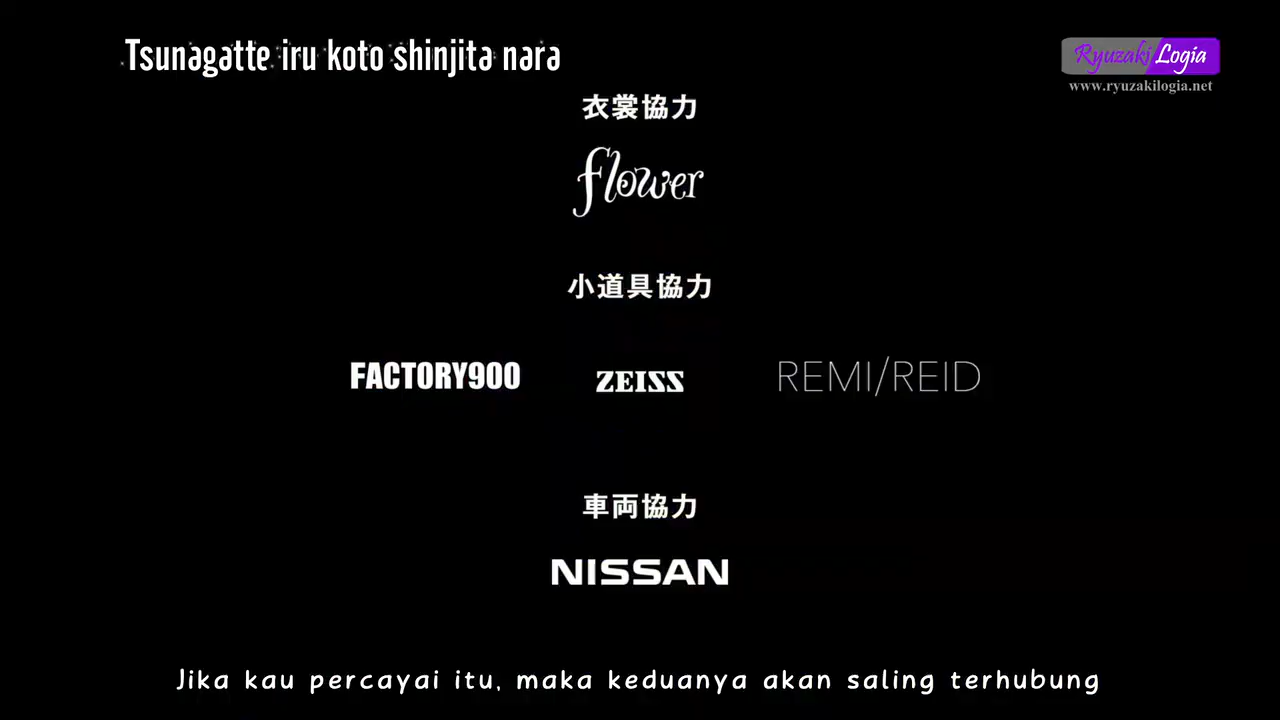 Tsunagatte iru koto shinjita nara
Ryuzaki Logia
www.ryuzakilogia.net
衣裳協力
flower
小道具協力
FACTORY900 ZEISS REMI/REID
車両協力
NISSAN
Jika kau percayai itu, maka keduanya akan saling terhubung